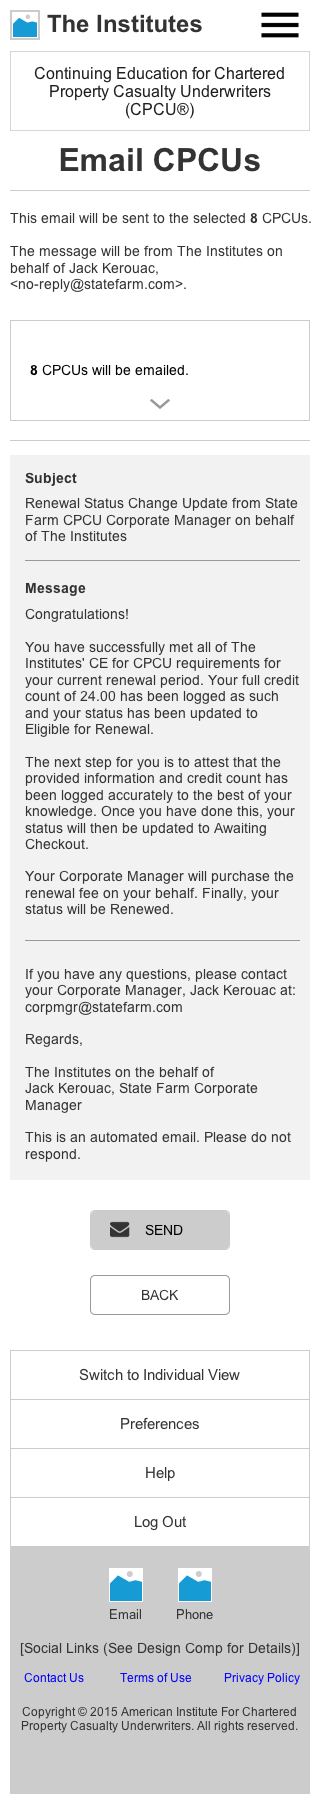 The Institutes
Continuing Education for Chartered
Property Casualty Underwriters
(CPCU®)
Email CPCUs
This email will be sent to the selected 8 CPCUs.
The message will be from The Institutes on
behalf of Jack Kerouac,
<no-reply@statefarm.com>.
8 CPCUs will be emailed.
Subject
Renewal Status Change Update from State
Farm CPCU Corporate Manager on behalf
of The Institutes
Message
Congratulations!
You have successfully met all of The
Institutes' CE for CPCU requirements for
your current renewal period. Your full credit
count of 24.00 has been logged as such
and your status has been updated to
Eligible for Renewal.
The next step for you is to attest that the
provided information and credit count has
been logged accurately to the best of your
knowledge. Once you have done this, your
status will then be updated to Awaiting
Checkout.
Your Corporate Manager will purchase the
renewal fee on your behalf. Finally, your
status will be Renewed.
If you have any questions, please contact
your Corporate Manager, Jack Kerouac at:
corpmgr@statefarm.com
Regards,
The Institutes on the behalf of
Jack Kerouac, State Farm Corporate
Manager
This is an automated email. Please do not
respond.
SEND
BACK
Switch to Individual View
Preferences
Help
Log Out
Email Phone
[Social Links (See Design Comp for Details)]
Contact Us Terms of Use Privacy Policy
Copyright © 2015 American Institute For Chartered
Property Casualty Underwriters. All rights reserved.